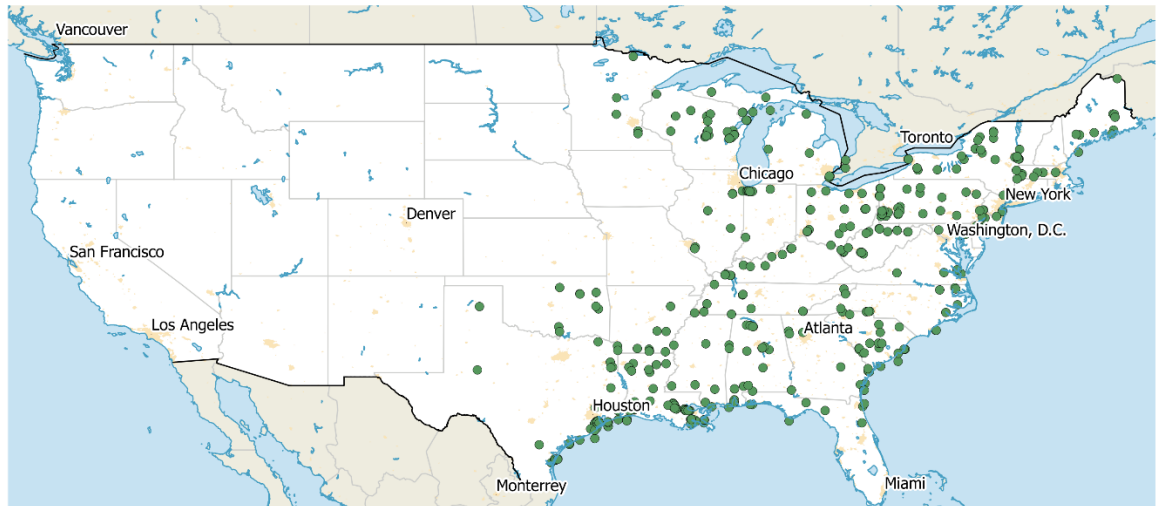 Vancouver
Toronto
Chicago
New York
Denver
Washington, D.C.
San Francisco
Los Angeles
Atlanta
Houston
Miami
Monterrey